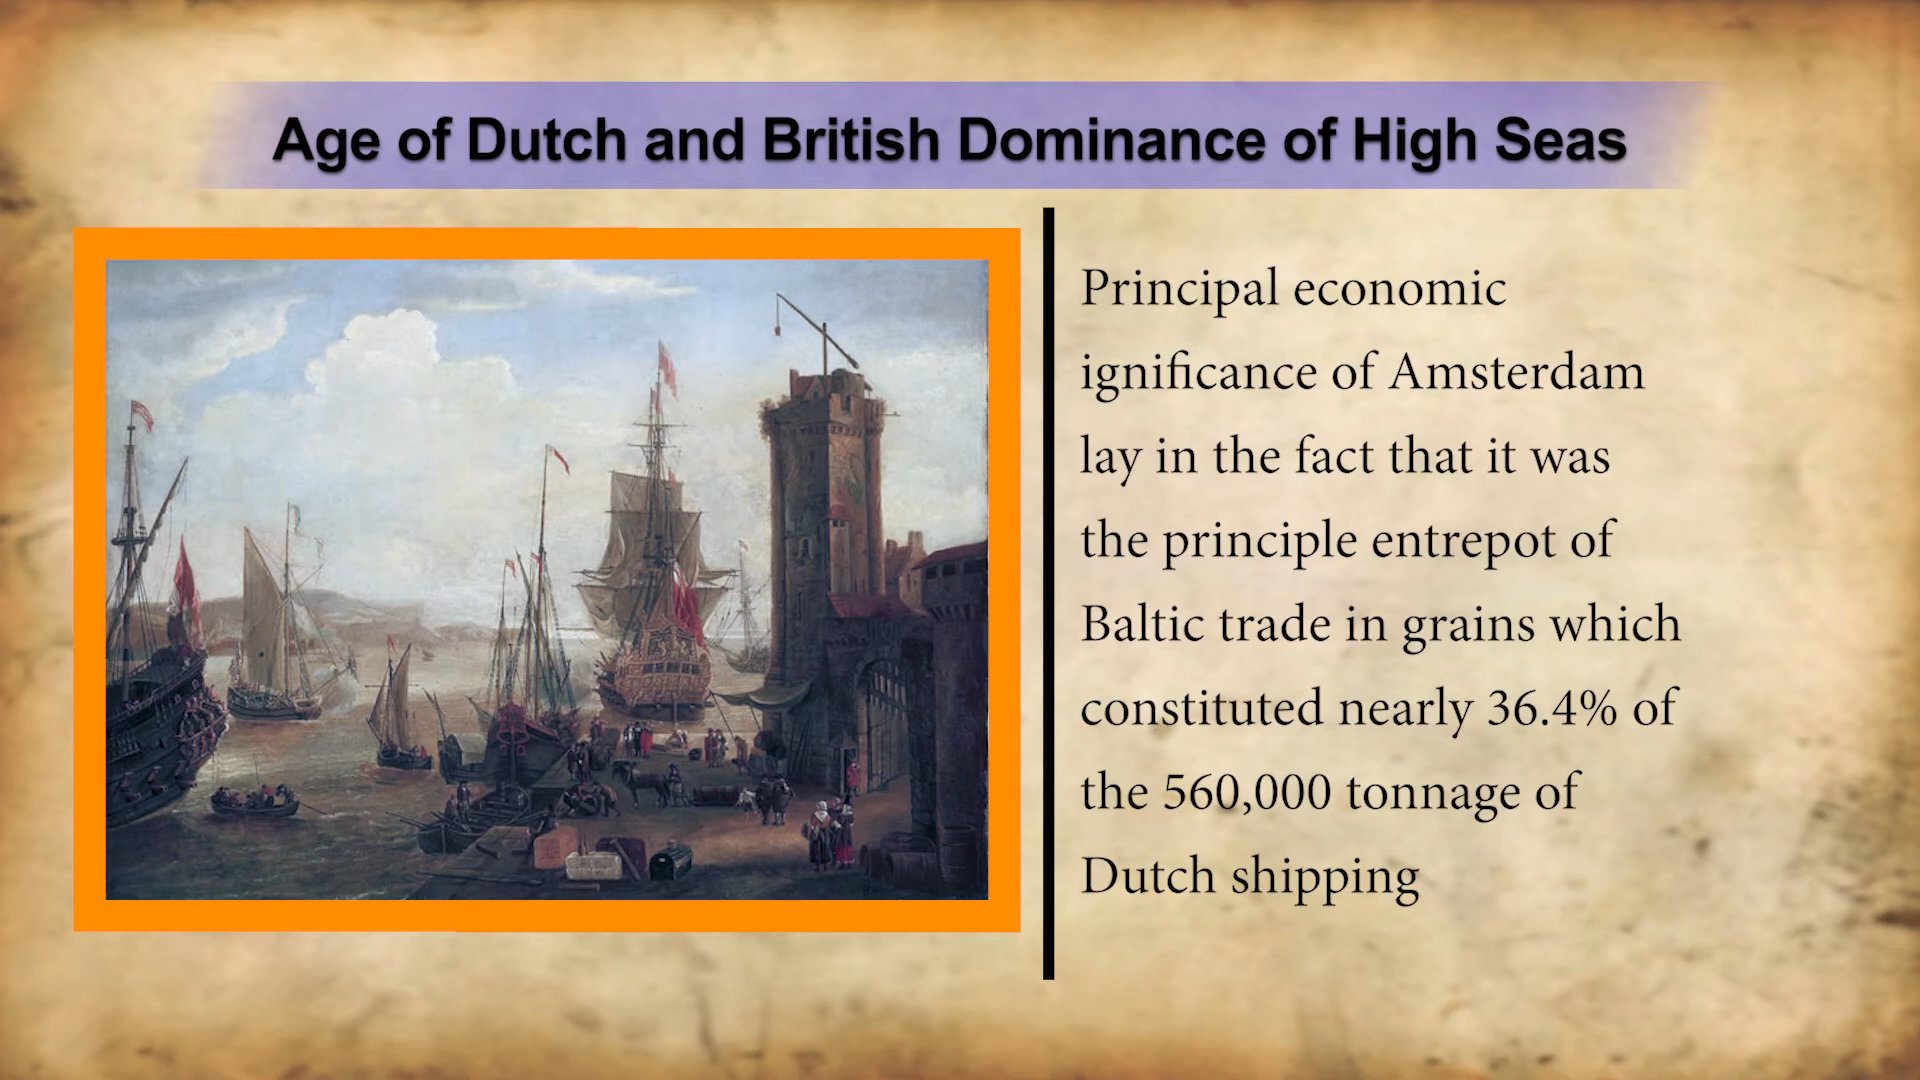 Age of Dutch and British Dominance of High Seas
Principal economic
ignificance of Amsterdam
lay in the fact that it was
the principle entrepot of
Baltic trade in grains which
constituted nearly 36.4% of
the 560,000 tonnage of
Dutch shipping